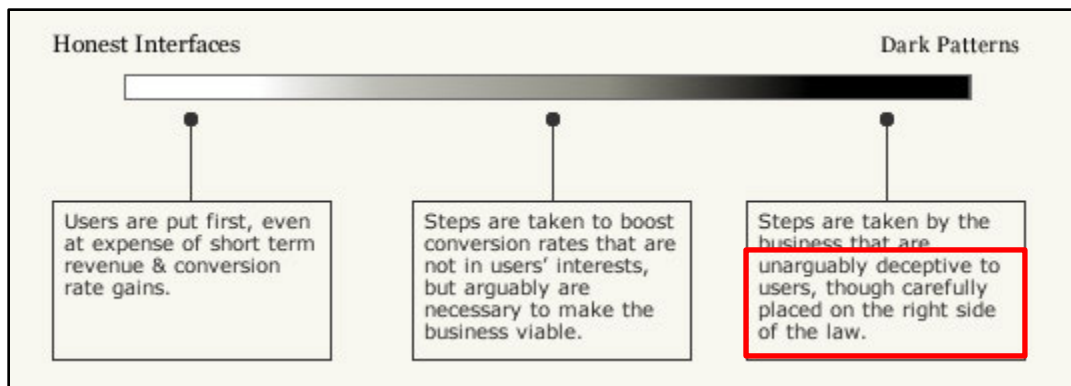 Honest Interfaces
Dark Patterns
Users are put first, even
at expense of short term
revenue & conversion
rate gains.
Steps are taken to boost
conversion rates that are
not in users’ interests,
but arguably are
necessary to make the
business viable.
Steps are taken by the
business that are
unarguably deceptive to
users, though carefully
placed on the right side
of the law.